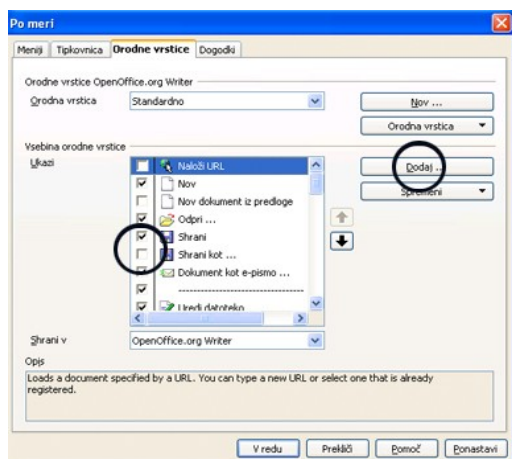 Po meri
Meniji Tipkovnica Orodne vrstice Dogodki
Orodne vrstice OpenOffice.org Writer
Orodna vrstica Standardno Nov ...
Orodna vrstica
Vsebina orodne vrstice
Ukazi Naloži URL Dodaj ...
Nov Spremeni
Nov dokument iz predloge
Odpri ...
Shrani
Shrani kot ...
Dokument kot e-pismo ...
--------------------------------
Uredi datoteko
Shrani v OpenOffice.org Writer
Opis
Loads a document specified by a URL. You can type a new URL or select one that is already
registered.
V redu Prekliči Pomoč Ponastavi